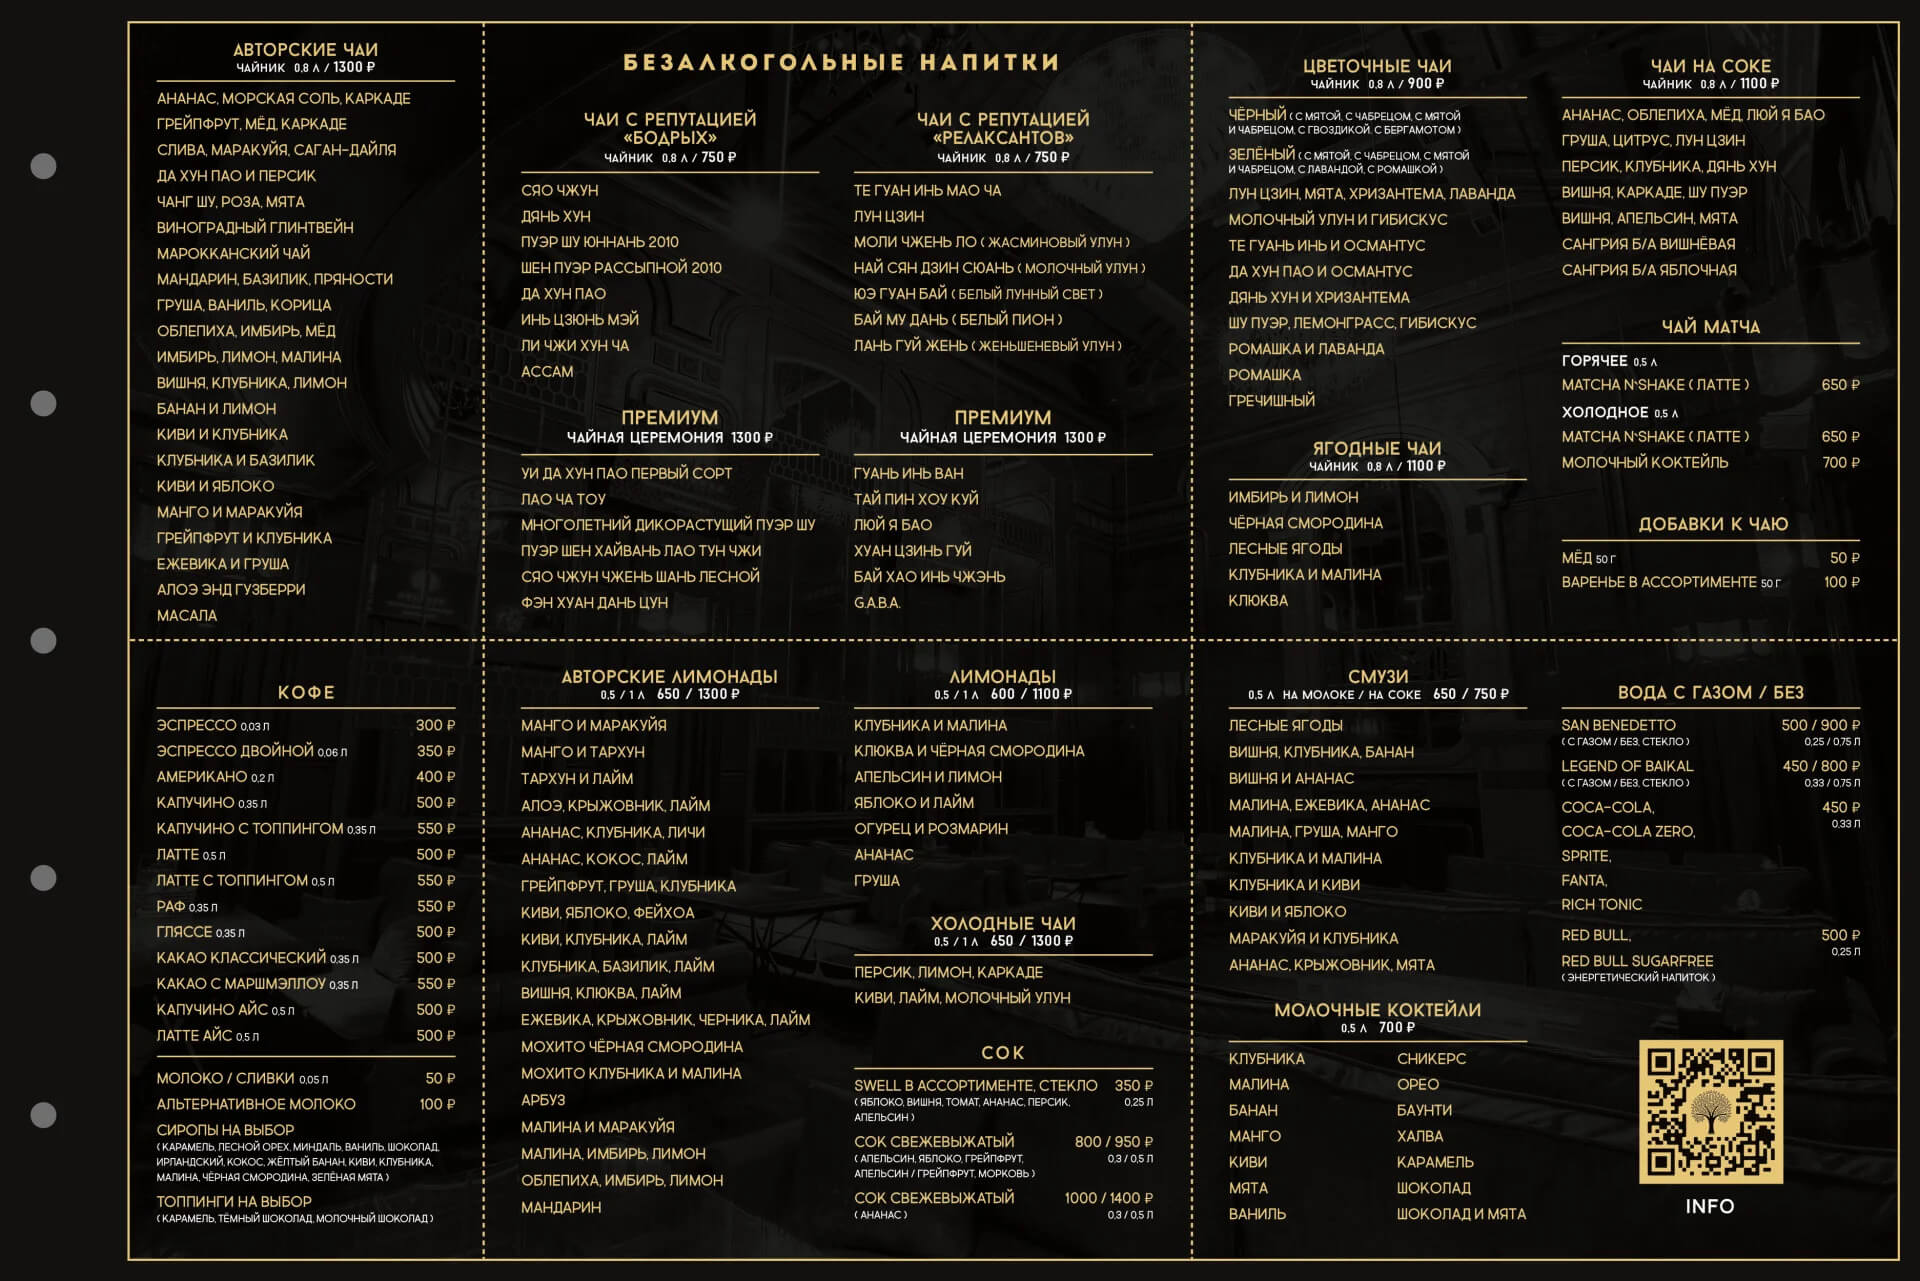 АВТОРСКИЕ ЧАИ
ЧАЙНИК 0,8 Л / 1300 ₽
АНАНАС, МОРСКАЯ СОЛЬ, КАРКАДЕ
ГРЕЙПФРУТ, МЁД, КАРКАДЕ
СЛИВА, МАРАКУЙЯ, САГАН-ДАЙЛЯ
ДА ХУН ПАО И ПЕРСИК
ЧАНГ ШУ, РОЗА, МЯТА
ВИНОГРАДНЫЙ ГЛИНТВЕЙН
МАРОККАНСКИЙ ЧАЙ
МАНДАРИН, БАЗИЛИК, ПРЯНОСТИ
ГРУША, ВАНИЛЬ, КОРИЦА
ОБЛЕПИХА, ИМБИРЬ, МЁД
ИМБИРЬ, ЛИМОН, МАЛИНА
ВИШНЯ, КЛУБНИКА, ЛИМОН
БАНАН И ЛИМОН
КИВИ И КЛУБНИКА
КЛУБНИКА И БАЗИЛИК
КИВИ И ЯБЛОКО
МАНГО И МАРАКУЙЯ
ГРЕЙПФРУТ И КЛУБНИКА
ЕЖЕВИКА И ГРУША
АЛОЭ ЭНД ГУЗБЕРРИ
МАСАЛА
БЕЗАЛКОГОЛЬНЫЕ НАПИТКИ
ЧАИ С РЕПУТАЦИЕЙ
«БОДРЫХ»
ЧАЙНИК 0,8 Л / 750 ₽
СЯО ЧЖУН
ДЯНЬ ХУН
ПУЭР ШУ ЮННАНЬ 2010
ШЕН ПУЭР РАССЫПНОЙ 2010
ДА ХУН ПАО
ИНЬ ЦЗЮНЬ МЭЙ
ЛИ ЧЖИ ХУН ЧА
АССАМ
ПРЕМИУМ
ЧАЙНАЯ ЦЕРЕМОНИЯ 1300 ₽
УИ ДА ХУН ПАО ПЕРВЫЙ СОРТ
ЛАО ЧА ТОУ
МНОГОЛЕТНИЙ ДИКОРАСТУЩИЙ ПУЭР ШУ
ПУЭР ШЕН ХАЙВАНЬ ЛАО ТУН ЧЖИ
СЯО ЧЖУН ЧЖЕНЬ ШАНЬ ЛЕСНОЙ
ФЭН ХУАН ДАНЬ ЦУН
ЧАИ С РЕПУТАЦИЕЙ
«РЕЛАКСАНТОВ»
ЧАЙНИК 0,8 Л / 750 ₽
ТЕ ГУАН ИНЬ МАО ЧА
ЛУН ЦЗИН
МОЛИ ЧЖЕНЬ ЛО ( ЖАСМИНОВЫЙ УЛУН )
НАЙ СЯН ДЗИН СЮАНЬ ( МОЛОЧНЫЙ УЛУН )
ЮЭ ГУАН БАЙ ( БЕЛЫЙ ЛУННЫЙ СВЕТ )
БАЙ МУ ДАНЬ ( БЕЛЫЙ ПИОН )
ЛАНЬ ГУЙ ЖЕНЬ ( ЖЕНЬШЕНЕВЫЙ УЛУН )
ПРЕМИУМ
ЧАЙНАЯ ЦЕРЕМОНИЯ 1300 ₽
ГУАНЬ ИНЬ ВАН
ТАЙ ПИН ХОУ КУЙ
ЛЮЙ Я БАО
ХУАН ЦЗИНЬ ГУЙ
БАЙ ХАО ИНЬ ЧЖЭНЬ
G.A.B.A.
ЦВЕТОЧНЫЕ ЧАИ
ЧАЙНИК 0,8 Л / 900 ₽
ЧЁРНЫЙ ( С МЯТОЙ, С ЧАБРЕЦОМ, С МЯТОЙ
И ЧАБРЕЦОМ, С ГВОЗДИКОЙ, С БЕРГАМОТОМ )
ЗЕЛЁНЫЙ ( С МЯТОЙ, С ЧАБРЕЦОМ, С МЯТОЙ
И ЧАБРЕЦОМ, С ЛАВАНДОЙ, С РОМАШКОЙ )
ЛУН ЦЗИН, МЯТА, ХРИЗАНТЕМА, ЛАВАНДА
МОЛОЧНЫЙ УЛУН И ГИБИСКУС
ТЕ ГУАНЬ ИНЬ И ОСМАНТУС
ДА ХУН ПАО И ОСМАНТУС
ДЯНЬ ХУН И ХРИЗАНТЕМА
ШУ ПУЭР, ЛЕМОНГРАСС, ГИБИСКУС
РОМАШКА И ЛАВАНДА
РОМАШКА
ГРЕЧИШНЫЙ
ЯГОДНЫЕ ЧАИ
ЧАЙНИК 0,8 Л / 1100 ₽
ИМБИРЬ И ЛИМОН
ЧЁРНАЯ СМОРОДИНА
ЛЕСНЫЕ ЯГОДЫ
КЛУБНИКА И МАЛИНА
КЛЮКВА
ЧАИ НА СОКЕ
ЧАЙНИК 0,8 Л / 1100 ₽
АНАНАС, ОБЛЕПИХА, МЁД, ЛЮЙ Я БАО
ГРУША, ЦИТРУС, ЛУН ЦЗИН
ПЕРСИК, КЛУБНИКА, ДЯНЬ ХУН
ВИШНЯ, КАРКАДЕ, ШУ ПУЭР
ВИШНЯ, АПЕЛЬСИН, МЯТА
САНГРИЯ Б/А ВИШНЁВАЯ
САНГРИЯ Б/А ЯБЛОЧНАЯ
ЧАЙ МАТЧА
ГОРЯЧЕЕ 0,5 Л
MATCHA N`SHAKE ( ЛАТТЕ ) 650 ₽
ХОЛОДНОЕ 0,5 Л
MATCHA N`SHAKE ( ЛАТТЕ ) 650 ₽
МОЛОЧНЫЙ КОКТЕЙЛЬ 700 ₽
ДОБАВКИ К ЧАЮ
МЁД 50 Г 50 ₽
ВАРЕНЬЕ В АССОРТИМЕНТЕ 50 Г 100 ₽
КОФЕ
ЭСПРЕССО 0,03 Л 300 ₽
ЭСПРЕССО ДВОЙНОЙ 0,06 Л 350 ₽
АМЕРИКАНО 0,2 Л 400 ₽
КАПУЧИНО 0,35 Л 500 ₽
КАПУЧИНО С ТОППИНГОМ 0,35 Л 550 ₽
ЛАТТЕ 0,5 Л 500 ₽
ЛАТТЕ С ТОППИНГОМ 0,5 Л 550 ₽
РАФ 0,35 Л 550 ₽
ГЛЯССЕ 0,35 Л 500 ₽
КАКАО КЛАССИЧЕСКИЙ 0,35 Л 500 ₽
КАКАО С МАРШМЭЛЛОУ 0,35 Л 550 ₽
КАПУЧИНО АЙС 0,5 Л 500 ₽
ЛАТТЕ АЙС 0,5 Л 500 ₽
МОЛОКО / СЛИВКИ 0,05 Л 50 ₽
АЛЬТЕРНАТИВНОЕ МОЛОКО 100 ₽
СИРОПЫ НА ВЫБОР
( КАРАМЕЛЬ, ЛЕСНОЙ ОРЕХ, МИНДАЛЬ, ВАНИЛЬ, ШОКОЛАД,
ИРЛАНДСКИЙ, КОКОС, ЖЁЛТЫЙ БАНАН, КИВИ, КЛУБНИКА,
МАЛИНА, ЧЁРНАЯ СМОРОДИНА, ЗЕЛЁНАЯ МЯТА )
ТОППИНГИ НА ВЫБОР
( КАРАМЕЛЬ, ТЁМНЫЙ ШОКОЛАД, МОЛОЧНЫЙ ШОКОЛАД )
АВТОРСКИЕ ЛИМОНАДЫ
0,5 / 1 Л 650 / 1300 ₽
МАНГО И МАРАКУЙЯ
МАНГО И ТАРХУН
ТАРХУН И ЛАЙМ
АЛОЭ, КРЫЖОВНИК, ЛАЙМ
АНАНАС, КЛУБНИКА, ЛИЧИ
АНАНАС, КОКОС, ЛАЙМ
ГРЕЙПФРУТ, ГРУША, КЛУБНИКА
КИВИ, ЯБЛОКО, ФЕЙХОА
КИВИ, КЛУБНИКА, ЛАЙМ
КЛУБНИКА, БАЗИЛИК, ЛАЙМ
ВИШНЯ, КЛЮКВА, ЛАЙМ
ЕЖЕВИКА, КРЫЖОВНИК, ЧЕРНИКА, ЛАЙМ
МОХИТО ЧЁРНАЯ СМОРОДИНА
МОХИТО КЛУБНИКА И МАЛИНА
АРБУЗ
МАЛИНА И МАРАКУЙЯ
МАЛИНА, ИМБИРЬ, ЛИМОН
ОБЛЕПИХА, ИМБИРЬ, ЛИМОН
МАНДАРИН
ЛИМОНАДЫ
0,5 / 1 Л 600 / 1100 ₽
КЛУБНИКА И МАЛИНА
КЛЮКВА И ЧЁРНАЯ СМОРОДИНА
АПЕЛЬСИН И ЛИМОН
ЯБЛОКО И ЛАЙМ
ОГУРЕЦ И РОЗМАРИН
АНАНАС
ГРУША
ХОЛОДНЫЕ ЧАИ
0,5 / 1 Л 650 / 1300 ₽
ПЕРСИК, ЛИМОН, КАРКАДЕ
КИВИ, ЛАЙМ, МОЛОЧНЫЙ УЛУН
СОК
SWELL В АССОРТИМЕНТЕ, СТЕКЛО 350 ₽
( ЯБЛОКО, ВИШНЯ, ТОМАТ, АНАНАС, ПЕРСИК, 0,25 Л
АПЕЛЬСИН )
СОК СВЕЖЕВЫЖАТЫЙ 800 / 950 ₽
( АПЕЛЬСИН, ЯБЛОКО, ГРЕЙПФРУТ, 0,3 / 0,5 Л
АПЕЛЬСИН / ГРЕЙПФРУТ, МОРКОВЬ )
СОК СВЕЖЕВЫЖАТЫЙ 1000 / 1400 ₽
( АНАНАС ) 0,3 / 0,5 Л
СМУЗИ
0,5 Л НА МОЛОКЕ / НА СОКЕ 650 / 750 ₽
ЛЕСНЫЕ ЯГОДЫ
ВИШНЯ, КЛУБНИКА, БАНАН
ВИШНЯ И АНАНАС
МАЛИНА, ЕЖЕВИКА, АНАНАС
МАЛИНА, ГРУША, МАНГО
КЛУБНИКА И МАЛИНА
КЛУБНИКА И КИВИ
КИВИ И ЯБЛОКО
МАРАКУЙЯ И КЛУБНИКА
АНАНАС, КРЫЖОВНИК, МЯТА
МОЛОЧНЫЕ КОКТЕЙЛИ
0,5 Л 700 ₽
КЛУБНИКА СНИКЕРС
МАЛИНА ОРЕО
БАНАН БАУНТИ
МАНГО ХАЛВА
КИВИ КАРАМЕЛЬ
МЯТА ШОКОЛАД
ВАНИЛЬ ШОКОЛАД И МЯТА
ВОДА С ГАЗОМ / БЕЗ
SAN BENEDETTO 500 / 900 ₽
( С ГАЗОМ / БЕЗ, СТЕКЛО ) 0,25 / 0,75 Л
LEGEND OF BAIKAL 450 / 800 ₽
( С ГАЗОМ / БЕЗ, СТЕКЛО ) 0,33 / 0,75 Л
COCA-COLA, 450 ₽
0,33 Л
COCA-COLA ZERO,
SPRITE,
FANTA,
RICH TONIC
RED BULL, 500 ₽
0,25 Л
RED BULL SUGARFREE
( ЭНЕРГЕТИЧЕСКИЙ НАПИТОК )
INFO